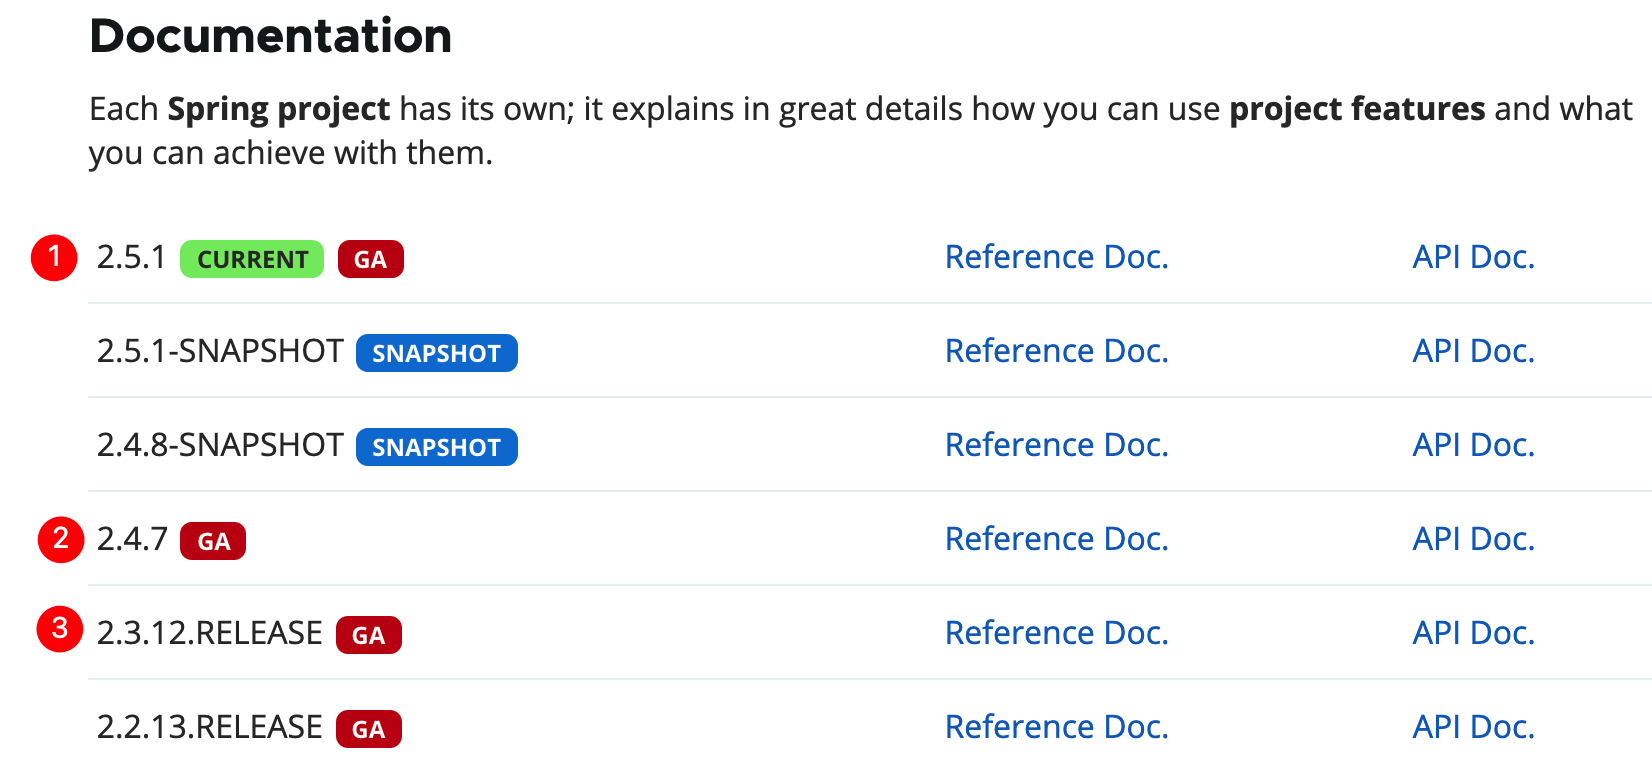 Documentation
Each Spring project has its own; it explains in great details how you can use project features and what
you can achieve with them.
1 2.5.1 CURRENT GA Reference Doc. API Doc.
2.5.1-SNAPSHOT SNAPSHOT Reference Doc. API Doc.
2.4.8-SNAPSHOT SNAPSHOT Reference Doc. API Doc.
2 2.4.7 GA Reference Doc. API Doc.
3 2.3.12.RELEASE GA Reference Doc. API Doc.
2.2.13.RELEASE GA Reference Doc. API Doc.